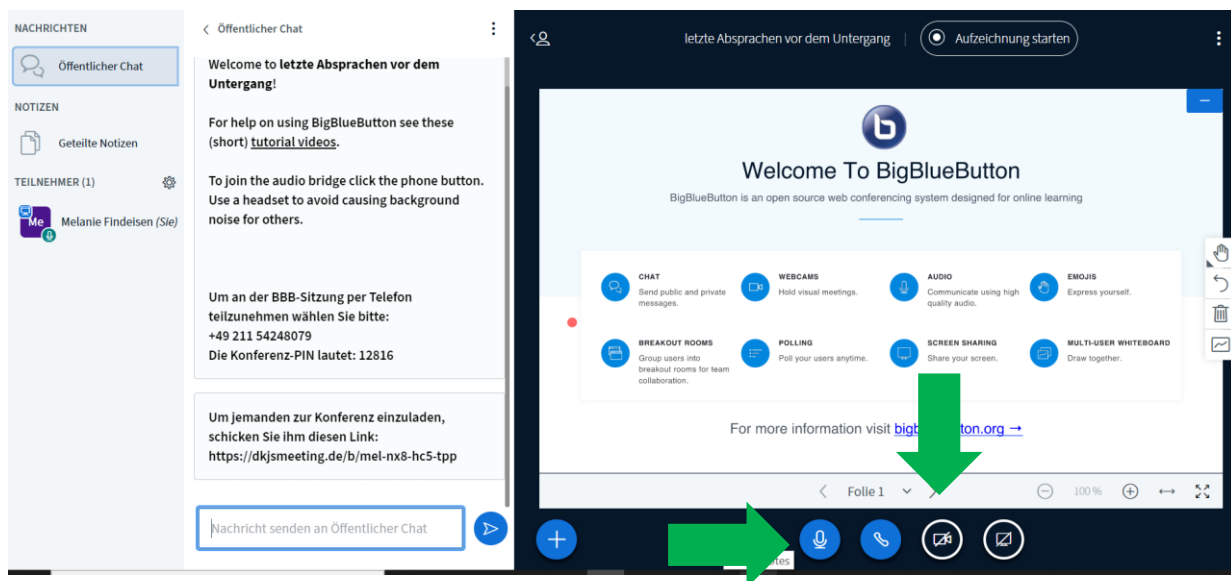 NACHRICHTEN
Öffentlicher Chat
NOTIZEN
Geteilte Notizen
TEILNEHMER (1)
Me
Melanie Findeisen (Sie)
Öffentlicher Chat
Welcome to letzte Absprachen vor dem
Untergang!
For help on using BigBlueButton see these
(short) tutorial videos.
To join the audio bridge click the phone button.
Use a headset to avoid causing background
noise for others.
Um an der BBB-Sitzung per Telefon
teilzunehmen wählen Sie bitte:
+49 211 54248079
Die Konferenz-PIN lautet: 12816
Um jemanden zur Konferenz einzuladen,
schicken Sie ihm diesen Link:
https://dkjsmeeting.de/b/mel-nx8-hc5-tpp
Nachricht senden an Öffentlicher Chat
letzte Absprachen vor dem Untergang | Aufzeichnung starten
b
Welcome To BigBlueButton
BigBlueButton is an open source web conferencing system designed for online learning
CHAT
Send public and private
messages.
WEBCAMS
Hold visual meetings.
AUDIO
Communicate using high
quality audio.
EMOJIS
Express yourself.
BREAKOUT ROOMS
Group users into
breakout rooms for team
collaboration.
POLLING
Poll your users anytime.
SCREEN SHARING
Share your screen.
MULTI-USER WHITEBOARD
Draw together.
For more information visit ton.org →
Folie 1
100 %